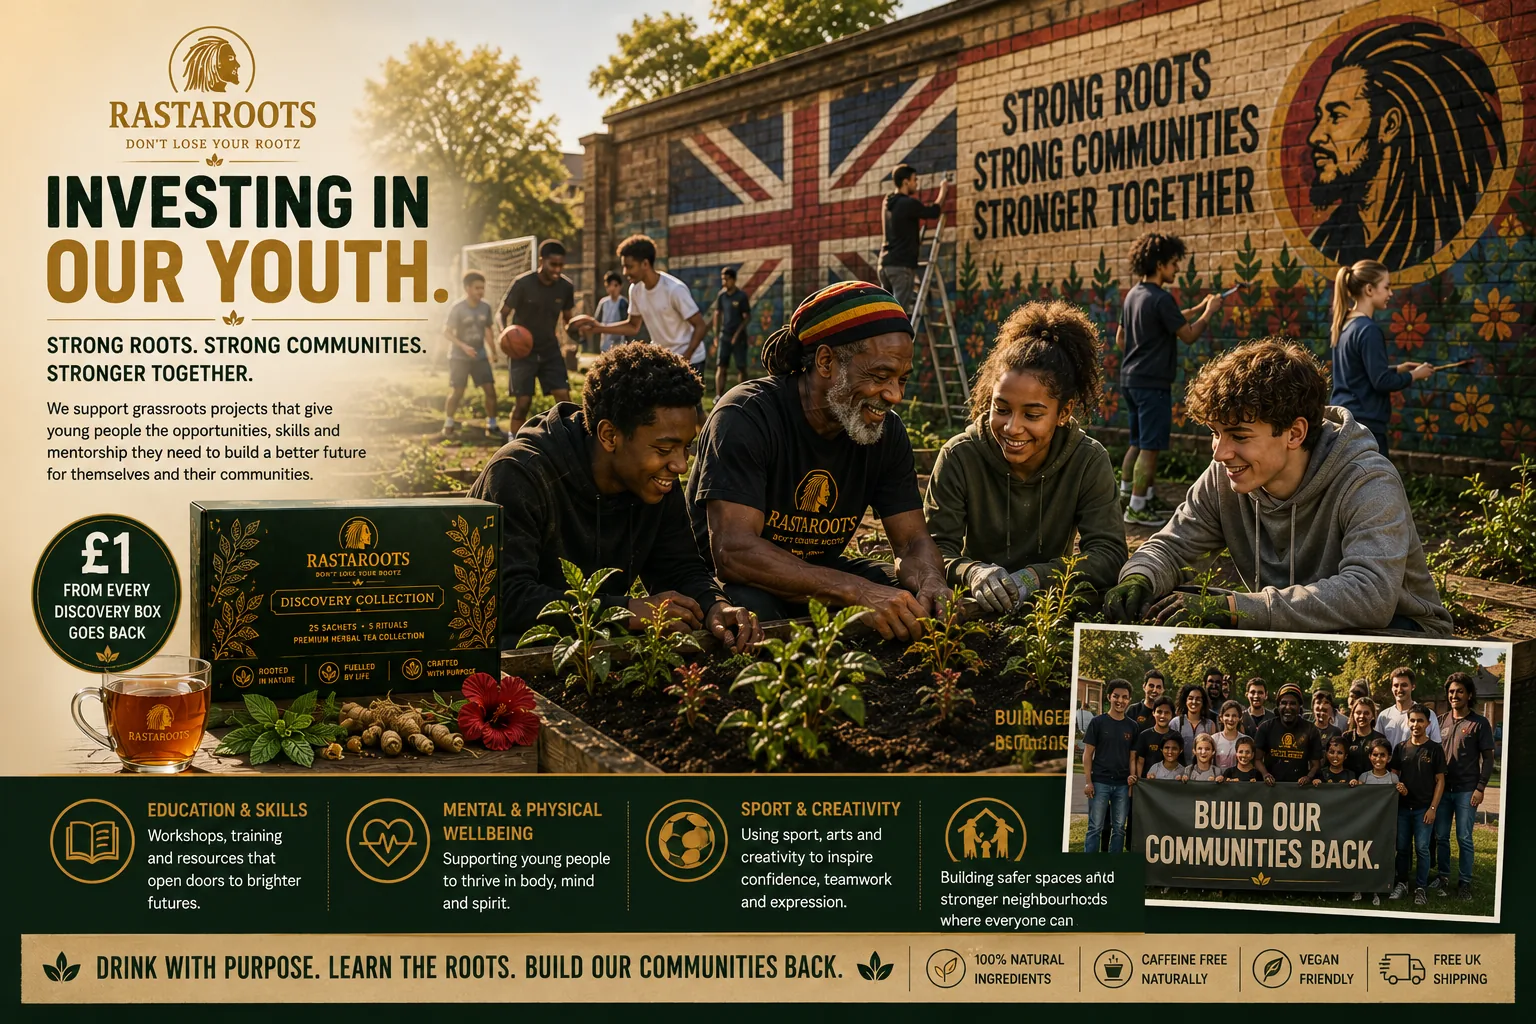 RASTAROOTS
DON'T LOSE YOUR ROOTZ
INVESTING IN
OUR YOUTH.
STRONG ROOTS. STRONG COMMUNITIES.
STRONGER TOGETHER.
We support grassroots projects that give
young people the opportunities, skills and
mentorship they need to build a better future
for themselves and their communities.
STRONG ROOTS
STRONG COMMUNITIES
STRONGER TOGETHER
£1
FROM EVERY
DISCOVERY BOX
GOES BACK
RASTAROOTS
DON'T LOSE YOUR ROOTZ
DISCOVERY COLLECTION
25 SACHETS • 5 RITUALS
PREMIUM HERBAL TEA COLLECTION
ROOTED
IN NATURE
FUELLED
BY LIFE
CRAFTED
WITH PURPOSE
RASTAROOTS
RASTAROOTS
BUILD OUR
COMMUNITIES BACK.
EDUCATION & SKILLS
Workshops, training
and resources that
open doors to brighter
futures.
MENTAL & PHYSICAL
WELLBEING
Supporting young people
to thrive in body, mind
and spirit.
SPORT & CREATIVITY
Using sport, arts and
creativity to inspire
confidence, teamwork
and expression.
Building safer spaces and
stronger neighbourhoods
where everyone can
DRINK WITH PURPOSE. LEARN THE ROOTS. BUILD OUR COMMUNITIES BACK.
100% NATURAL
INGREDIENTS
CAFFEINE FREE
NATURALLY
VEGAN
FRIENDLY
FREE UK
SHIPPING